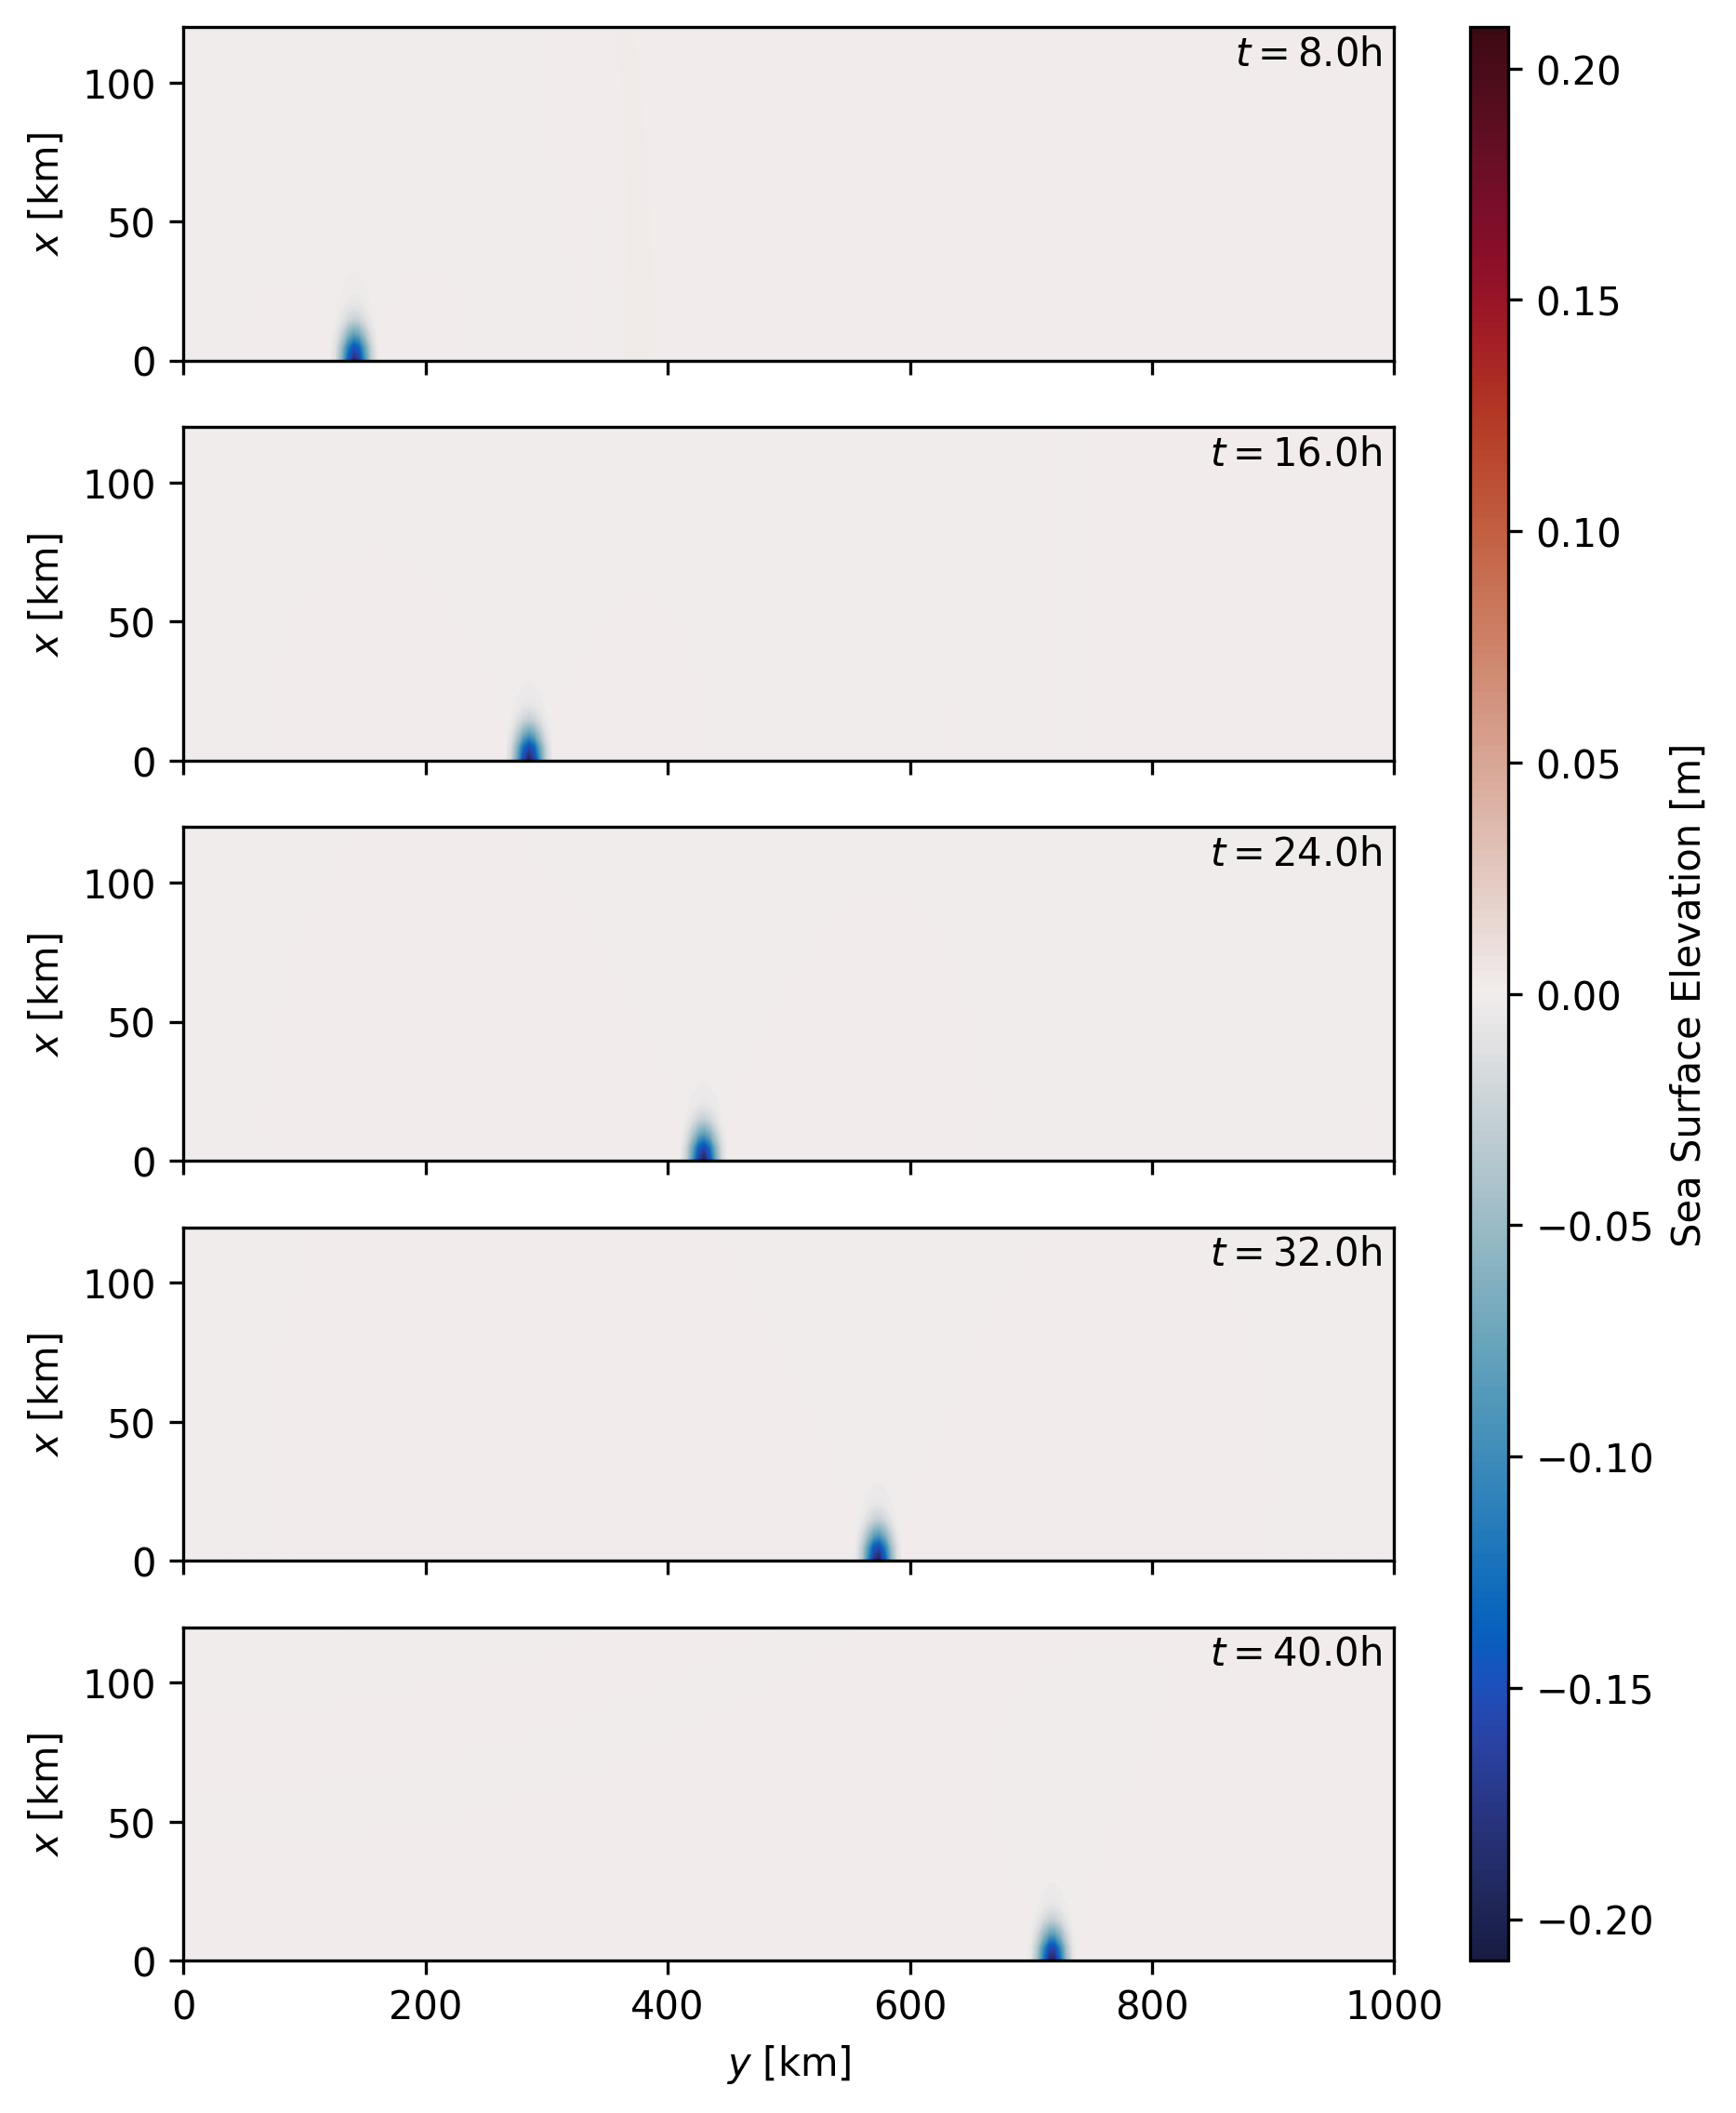 t = 8.0h
100
50
0
x [km]
t = 16.0h
100
50
0
x [km]
t = 24.0h
100
50
0
x [km]
t = 32.0h
100
50
0
x [km]
t = 40.0h
100
50
0
x [km]
0 200 400 600 800 1000
y [km]
0.20
0.15
0.10
0.05
0.00
−0.05
−0.10
−0.15
−0.20
Sea Surface Elevation [m]